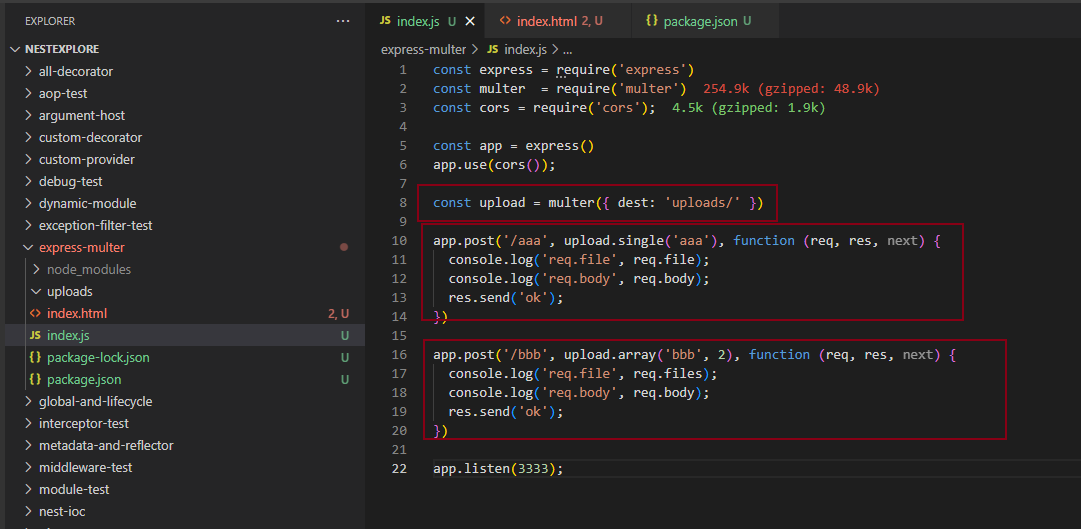 EXPLORER
NESTEXPLORE
all-decorator
aop-test
argument-host
custom-decorator
custom-provider
debug-test
dynamic-module
exception-filter-test
express-multer
node_modules
uploads
index.html 2, U
JS index.js U
{} package-lock.json U
{} package.json U
global-and-lifecycle
interceptor-test
metadata-and-reflector
middleware-test
module-test
nest-ioc
JS index.js U <> index.html 2, U {} package.json U
express-multer > JS index.js > ...
1 const express = require('express')
2 const multer  = require('multer')  254.9k (gzipped: 48.9k)
3 const cors = require('cors');  4.5k (gzipped: 1.9k)
4
5 const app = express()
6 app.use(cors());
7
8 const upload = multer({ dest: 'uploads/' })
9
10 app.post('/aaa', upload.single('aaa'), function (req, res, next) {
11   console.log('req.file', req.file);
12   console.log('req.body', req.body);
13   res.send('ok');
14 })
15
16 app.post('/bbb', upload.array('bbb', 2), function (req, res, next) {
17   console.log('req.file', req.files);
18   console.log('req.body', req.body);
19   res.send('ok');
20 })
21
22 app.listen(3333);